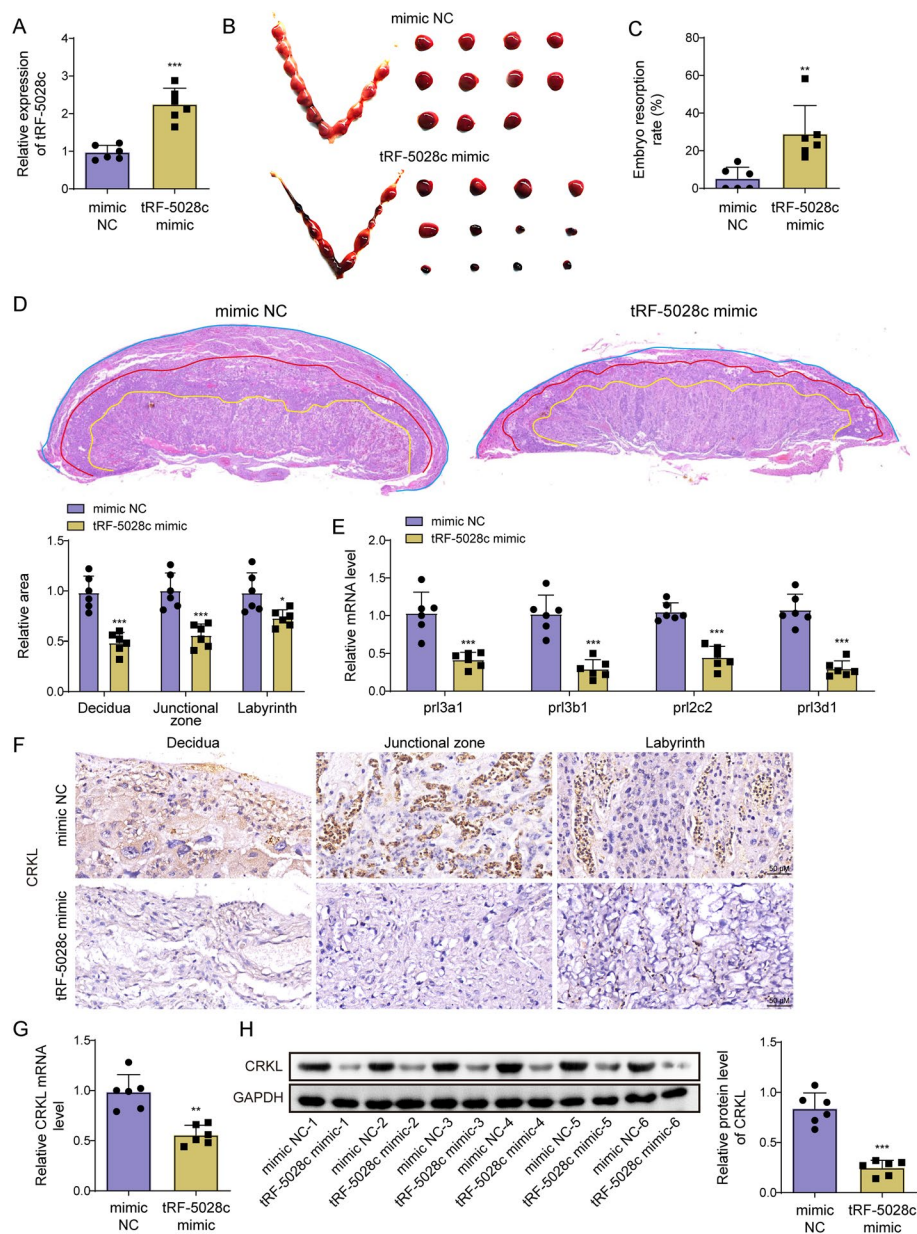 A
Relative expression
of tRF-5028c
4
3
2
1
0
***
mimic
NC
tRF-5028c
mimic
B
mimic NC
tRF-5028c mimic
C
Embryo resorption
rate (%)
80
60
40
20
0
**
mimic
NC
tRF-5028c
mimic
D
mimic NC
tRF-5028c mimic
mimic NC
tRF-5028c mimic
Relative area
1.5
1.0
0.5
0.0
***
***
*
Decidua
Junctional
zone
Labyrinth
E
mimic NC
tRF-5028c mimic
Relative mRNA level
2.0
1.5
1.0
0.5
0.0
***
***
***
***
prl3a1
prl3b1
prl2c2
prl3d1
F
Decidua
Junctional zone
Labyrinth
CRKL
mimic NC
tRF-5028c mimic
50 μM
50 μM
G
Relative CRKL mRNA
level
1.5
1.0
0.5
0.0
**
mimic
NC
tRF-5028c
mimic
H
CRKL
GAPDH
mimic NC-1
tRF-5028c mimic-1
mimic NC-2
tRF-5028c mimic-2
mimic NC-3
tRF-5028c mimic-3
mimic NC-4
tRF-5028c mimic-4
mimic NC-5
tRF-5028c mimic-5
mimic NC-6
tRF-5028c mimic-6
Relative protein level
of CRKL
1.5
1.0
0.5
0.0
***
mimic
NC
tRF-5028c
mimic